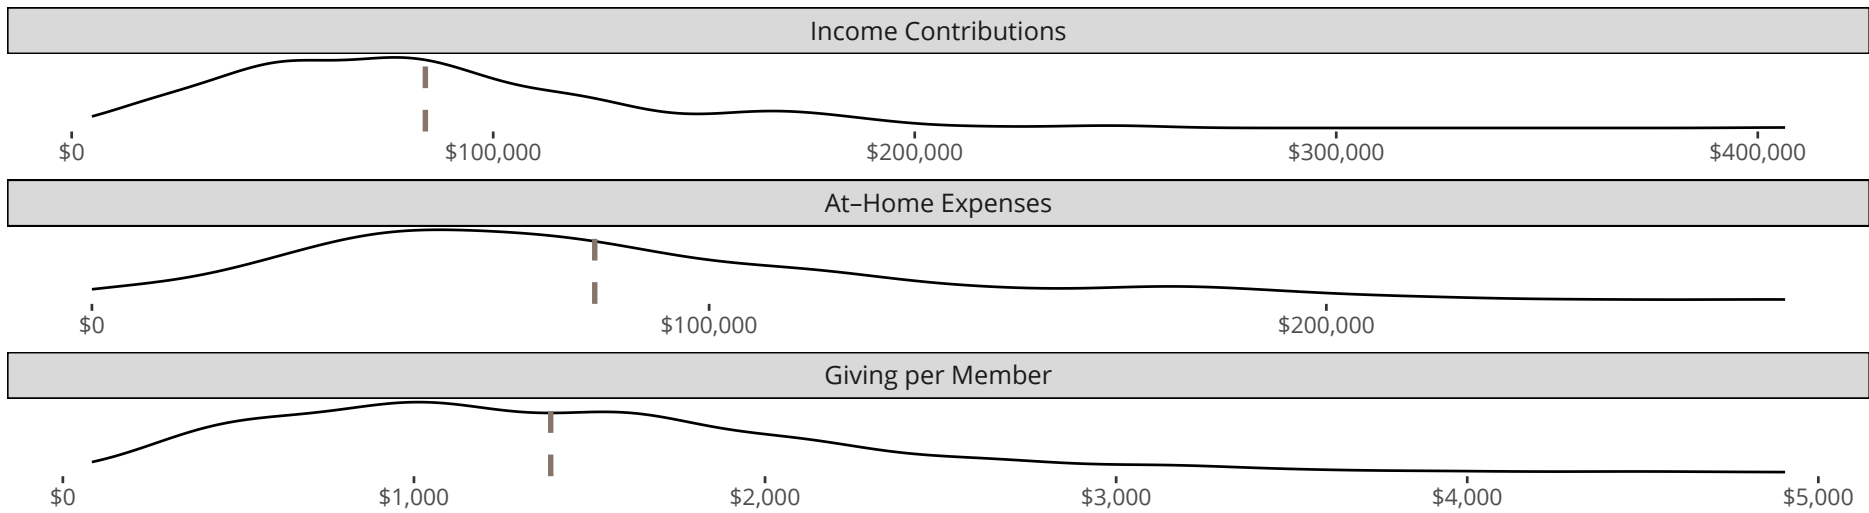 Income Contributions
$0 $100,000 $200,000 $300,000 $400,000
At–Home Expenses
$0 $100,000 $200,000
Giving per Member
$0 $1,000 $2,000 $3,000 $4,000 $5,000